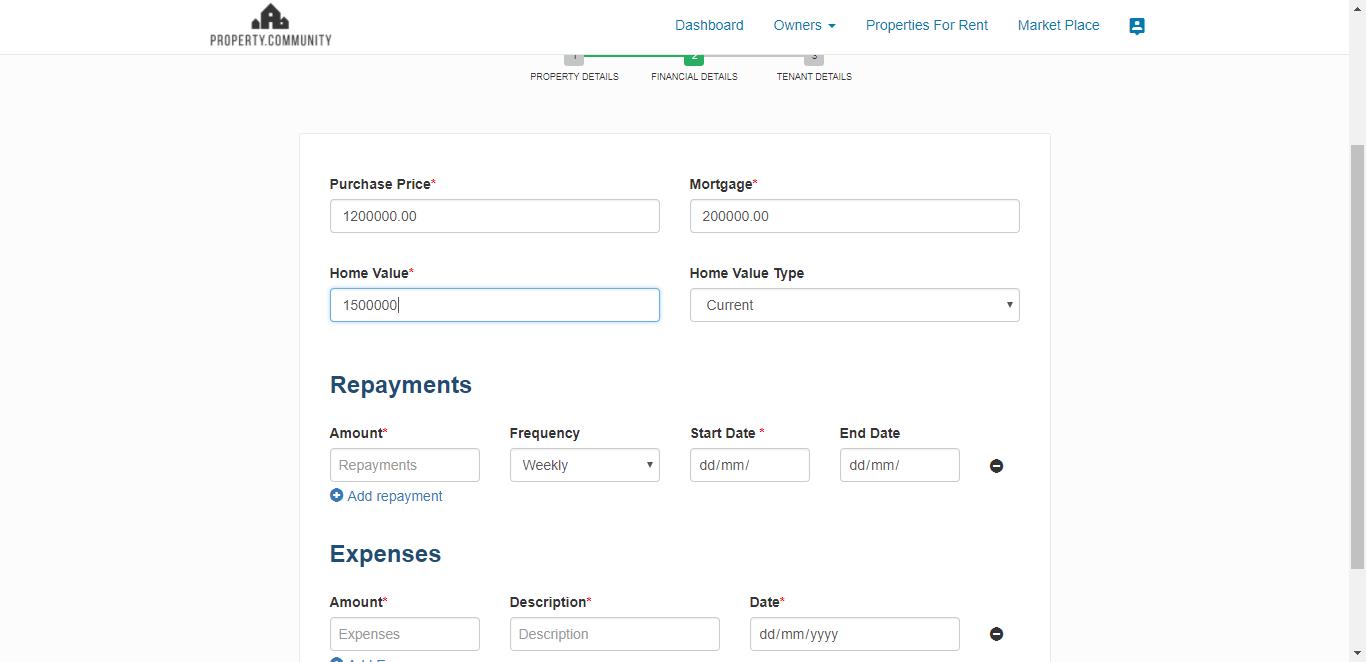 PROPERTY.COMMUNITY
Dashboard Owners Properties For Rent Market Place
1 2 3
PROPERTY DETAILS FINANCIAL DETAILS TENANT DETAILS
Purchase Price* Mortgage*
1200000.00 200000.00
Home Value* Home Value Type
1500000 Current
Repayments
Amount* Frequency Start Date * End Date
Repayments Weekly dd/mm/ dd/mm/
Add repayment
Expenses
Amount* Description* Date*
Expenses Description dd/mm/yyyy
Add